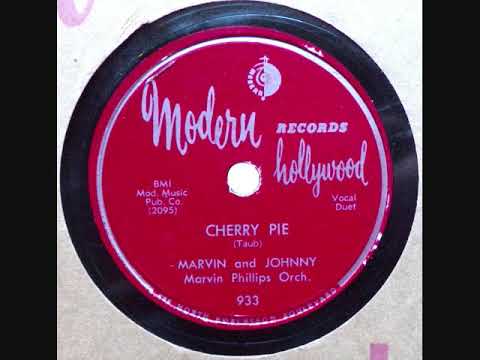 MODERN
Modern
RECORDS
hollywood
BMI
Mod. Music
Pub. Co.
(2095)
Vocal
Duet
CHERRY PIE
(Taub)
- MARVIN and JOHNNY
Marvin Phillips Orch.
933